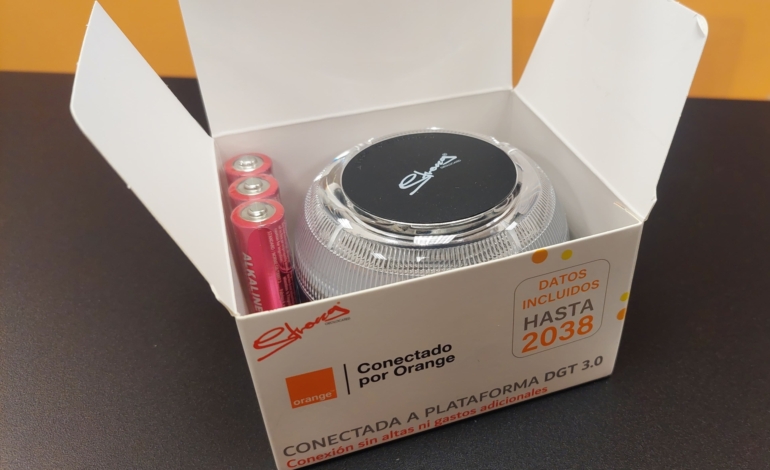 ALKALINE
DATOS
INCLUIDOS
HASTA
2038
Conectado
por Orange
orange
CONECTADA A PLATAFORMA DGT 3.0
Conexión sin altas ni gastos adicionales